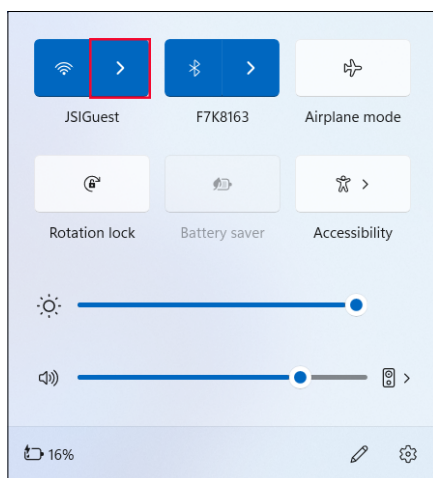 JSIGuest F7K8163 Airplane mode
Rotation lock Battery saver Accessibility
16%